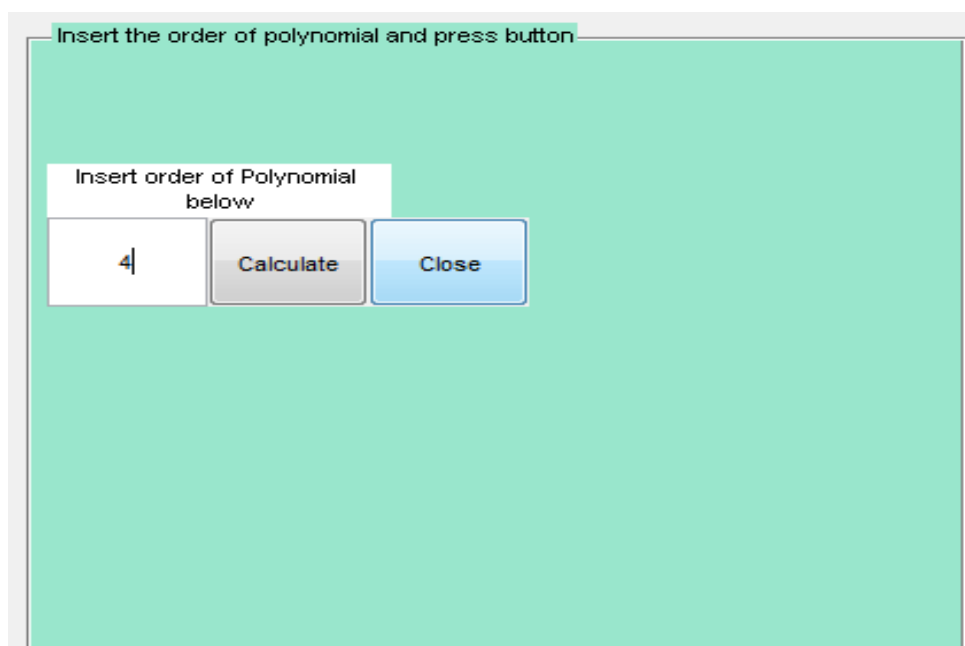 Insert the order of polynomial and press button
Insert order of Polynomial
below
4
Calculate
Close